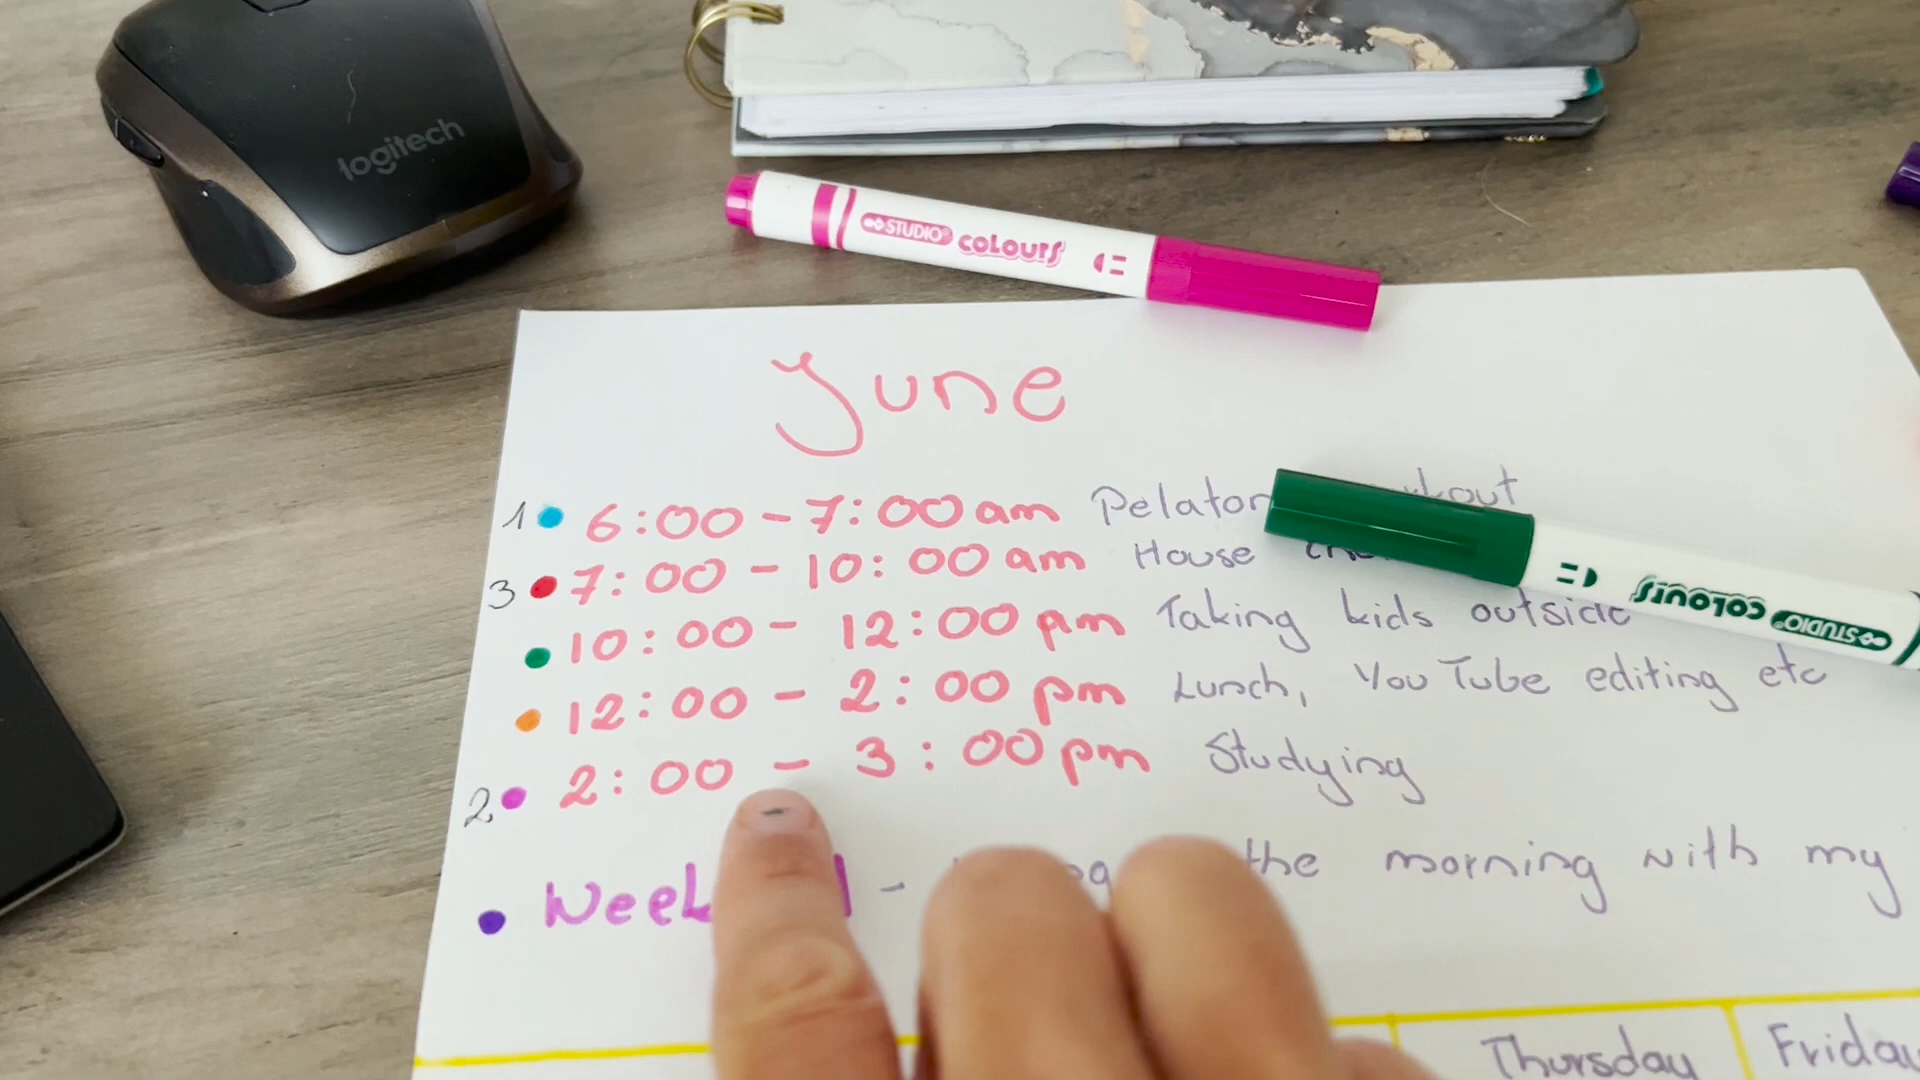 logitech
STUDIO COLOURS
June
1 6:00 - 7:00 am Pelaton
3 7:00 - 10:00 am House
10:00 - 12:00 pm Taking kids outside
12:00 - 2:00 pm Lunch, YouTube editing etc
2 2:00 - 3:00 pm Studying
- the morning with my
Thursday Friday
STUDIO COLOURS